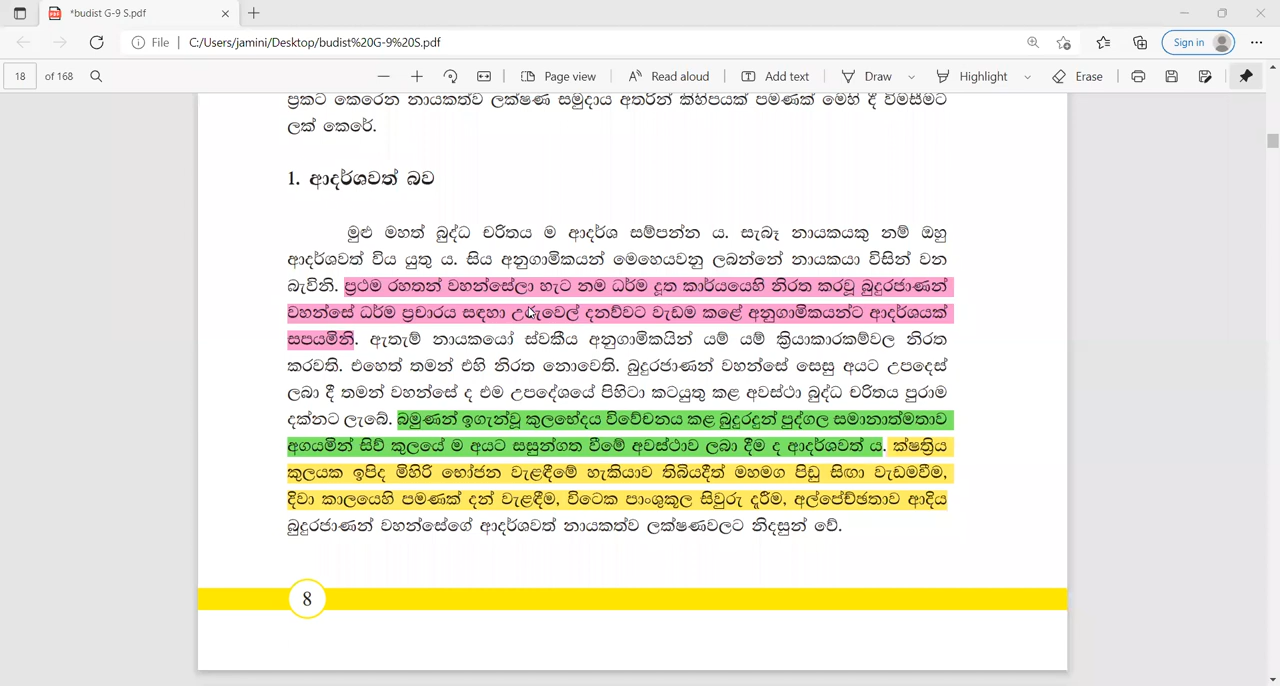 *budist G-9 S.pdf
File | C:/Users/jamini/Desktop/budist%20G-9%20S.pdf
Sign in
18 of 168
Page view
Read aloud
Add text
Draw
Highlight
Erase
ප්‍රකට කෙරෙන නායකත්ව ලක්ෂණ සමුදාය අතරින් කිහිපයක් පමණක් මෙහි දී විමසීමට
ලක් කෙරේ.
1. ආදර්ශවත් බව
මුළු මහත් බුද්ධ චරිතය ම ආදර්ශ සම්පන්න ය. සැබෑ නායකයකු නම් ඔහු
ආදර්ශවත් විය යුතු ය. සිය අනුගාමිකයන් මෙහෙයවනු ලබන්නේ නායකයා විසින් වන
බැවිනි. ප්‍රථම රහතන් වහන්සේලා හැට නම ධර්ම දූත කාර්යයෙහි නිරත කරවූ බුදුරජාණන්
වහන්සේ ධර්ම ප්‍රචාරය සඳහා උරුවෙල් දනව්වට වැඩම කළේ අනුගාමිකයන්ට ආදර්ශයක්
සපයමිනි. ඇතැම් නායකයෝ ස්වකීය අනුගාමිකයින් යම් යම් ක්‍රියාකාරකම්වල නිරත
කරවති. එහෙත් තමන් එහි නිරත නොවෙති. බුදුරජාණන් වහන්සේ සෙසු අයට උපදෙස්
ලබා දී තමන් වහන්සේ ද එම උපදේශයේ පිහිටා කටයුතු කළ අවස්ථා බුද්ධ චරිතය පුරාම
දක්නට ලැබේ. බමුණන් ඉගැන්වූ කුලභේදය විවේචනය කළ බුදුරදුන් පුද්ගල සමානාත්මතාව
අගයමින් සිව් කුලයේ ම අයට සසුන්ගත වීමේ අවස්ථාව ලබා දීම ද ආදර්ශවත් ය. ක්ෂත්‍රිය
කුලයක ඉපිද මිහිරි භෝජන වැළඳීමේ හැකියාව තිබියදීත් මහමග පිඬු සිඟා වැඩමවීම,
දිවා කාලයෙහි පමණක් දන් වැළඳීම, විටෙක පාංශුකූල සිවුරු දැරීම, අල්පේච්ඡතාව ආදිය
බුදුරජාණන් වහන්සේගේ ආදර්ශවත් නායකත්ව ලක්ෂණවලට නිදසුන් වේ.
8